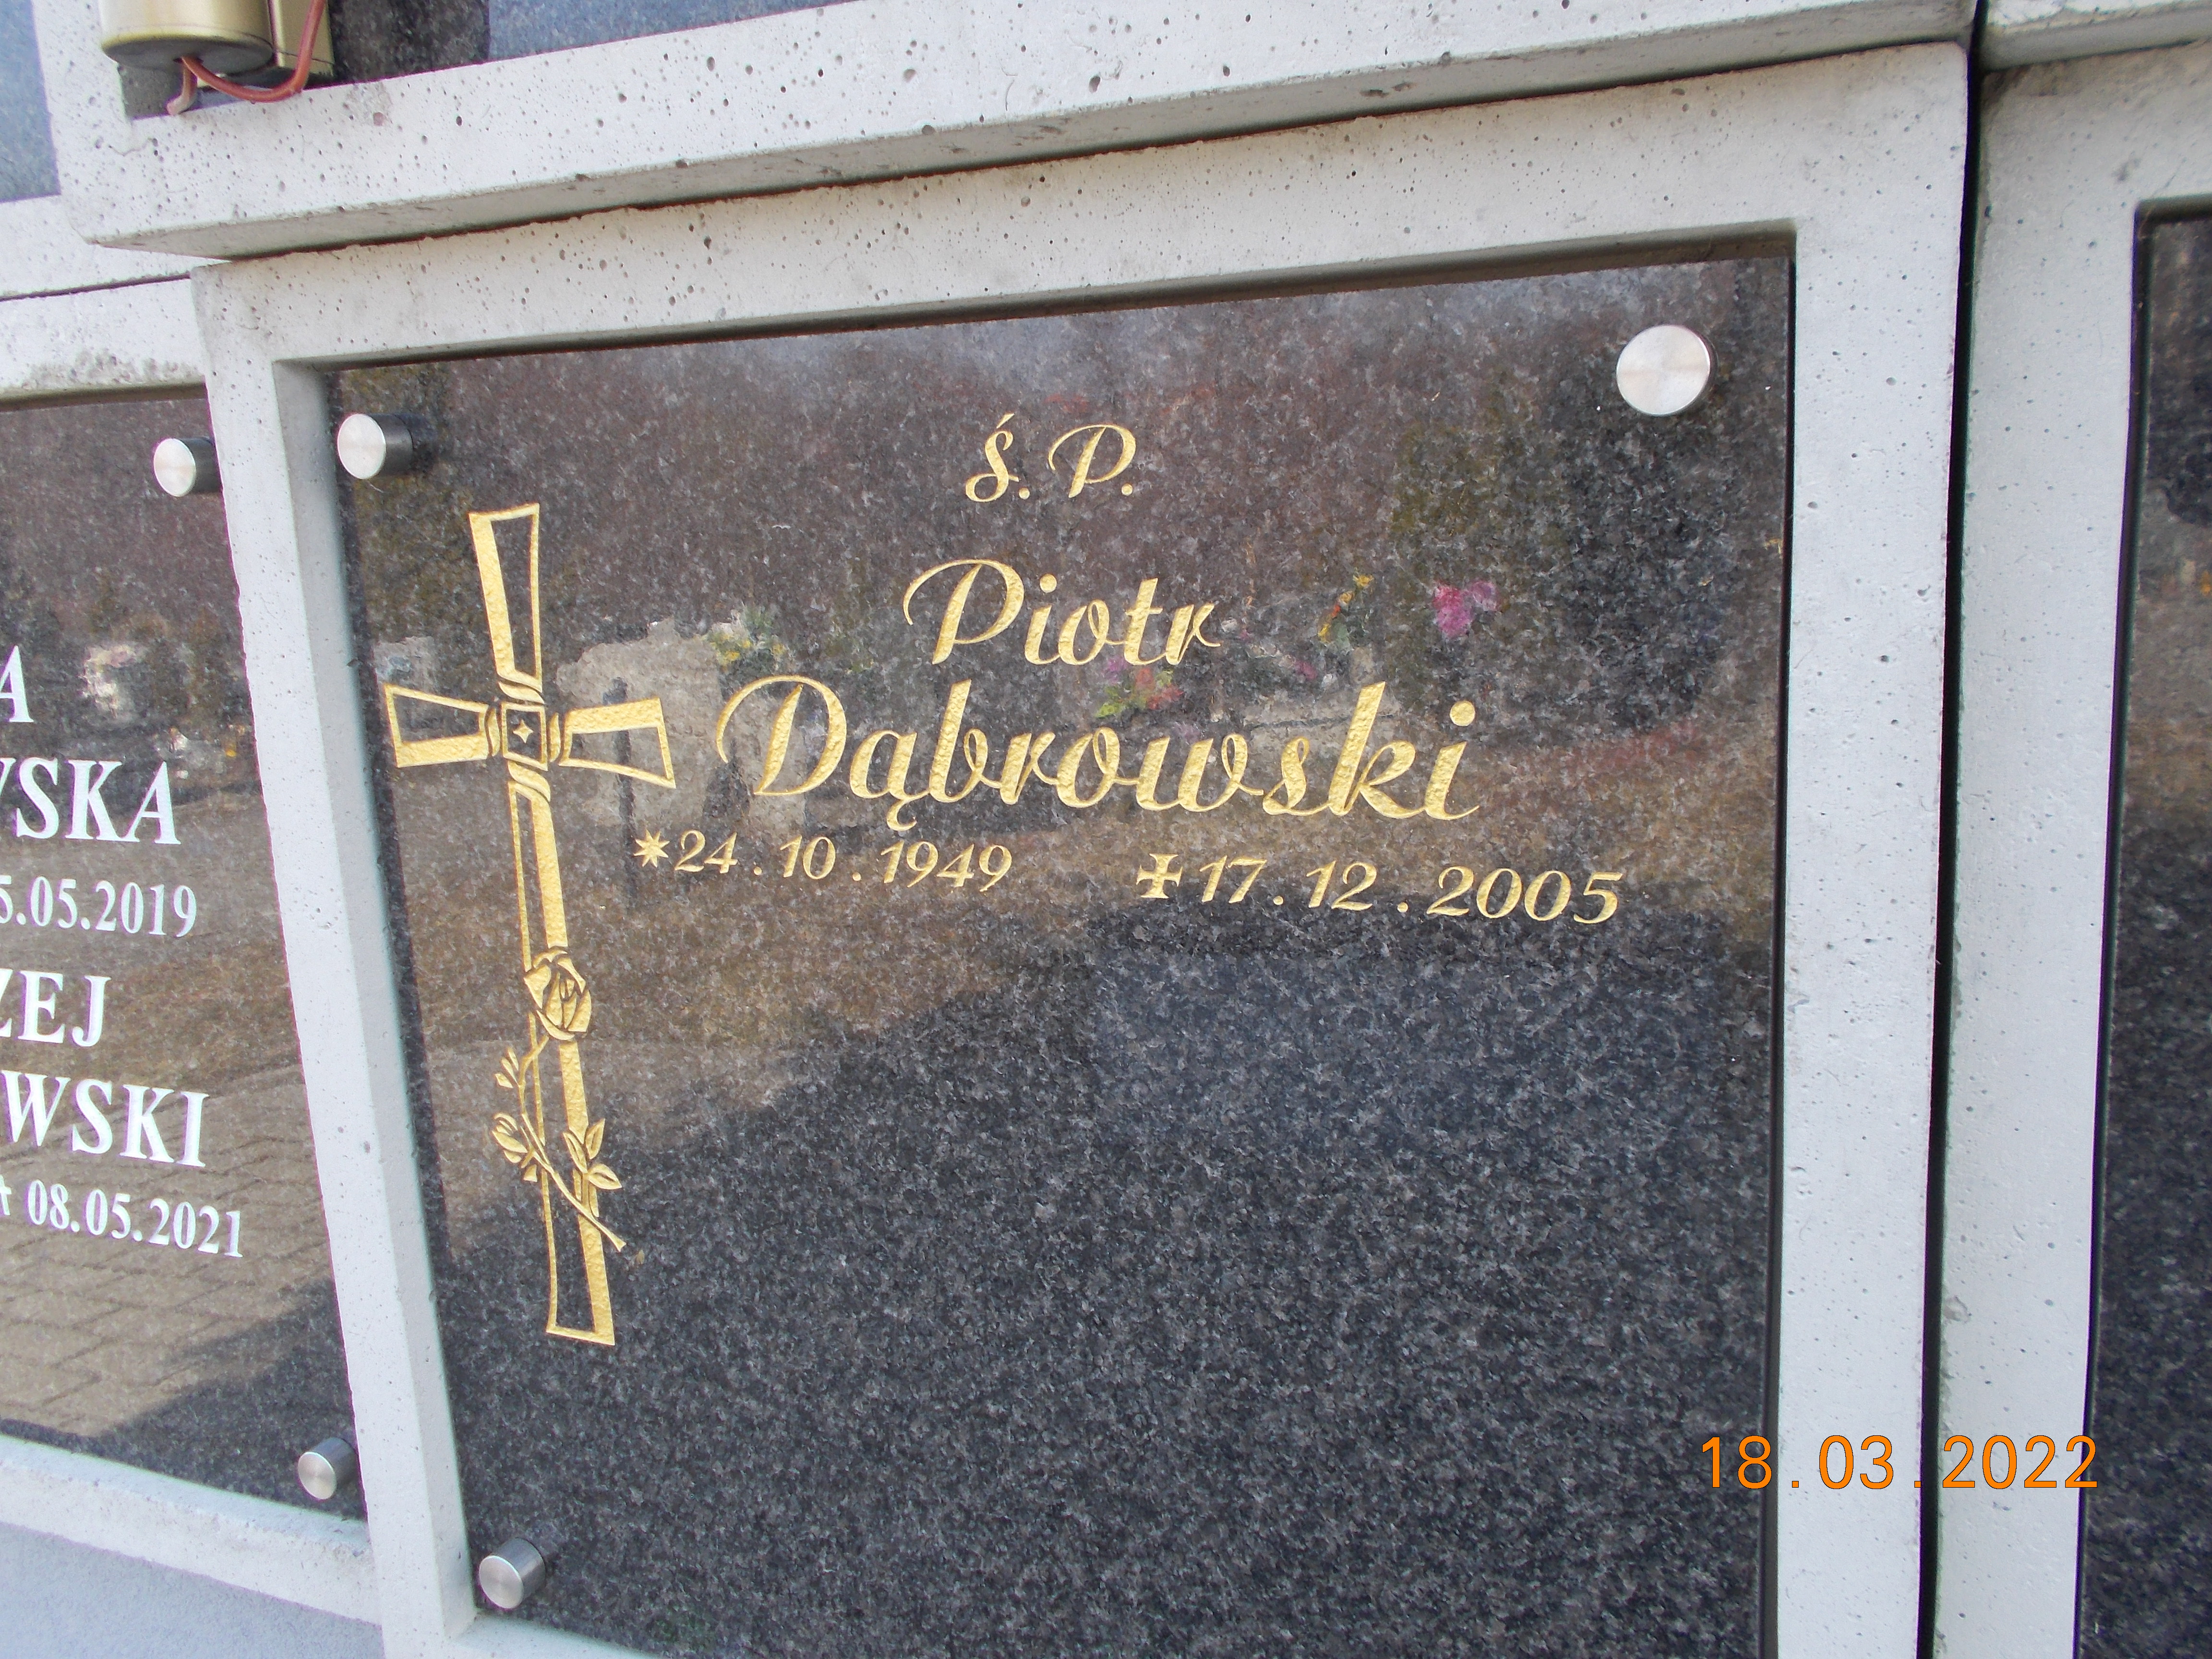 Ś. P.
Piotr
Dąbrowski
*24.10.1949 ✠17.12.2005
A
WSKA
5.05.2019
ZEJ
WSKI
† 08.05.2021
18.03.2022